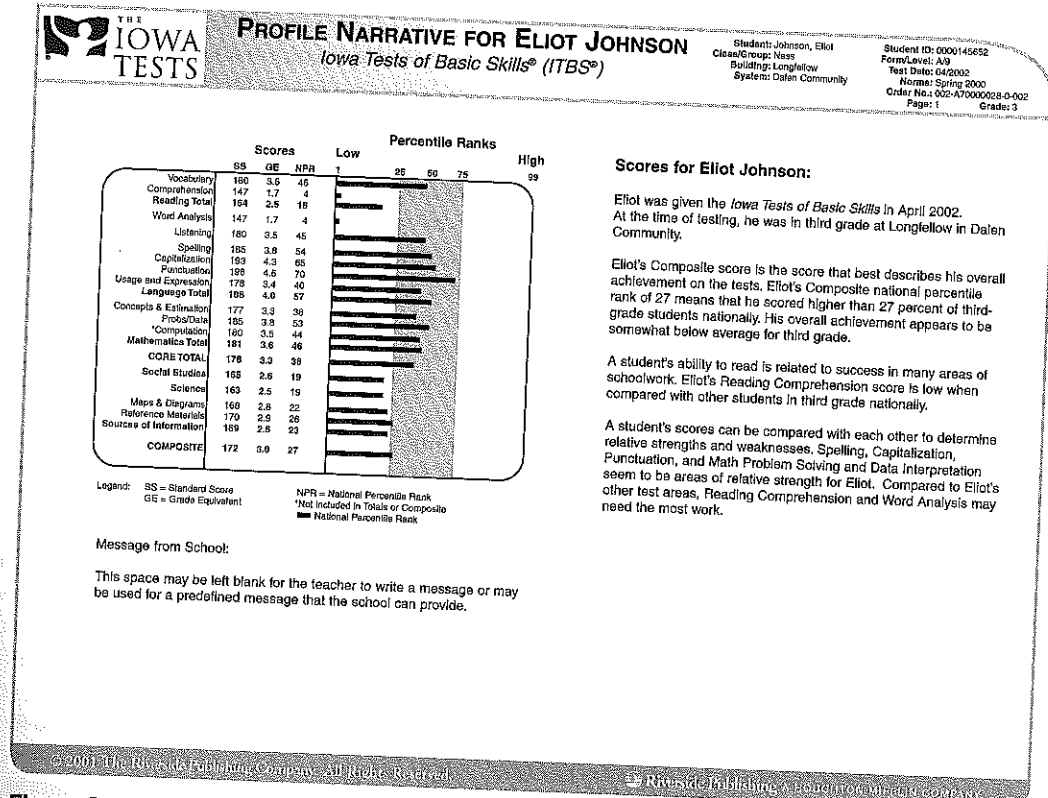 THE
IOWA
TESTS
PROFILE NARRATIVE FOR ELIOT JOHNSON
Iowa Tests of Basic Skills® (ITBS®)
Student: Johnson, Eliot
Class/Group: Ness
Building: Longfellow
System: Dalen Community
Student ID: 0000145652
Form/Level: A/9
Test Date: 04/2002
Norms: Spring 2000
Order No.: 002-A70000028-0-002
Page: 1 Grade: 3
Scores
Percentile Ranks
Low High
SS GE NPR 1 25 50 75 99
Vocabulary 180 3.6 46
Comprehension 147 1.7 4
Reading Total 164 2.5 18
Word Analysis 147 1.7 4
Listening 180 3.5 45
Spelling 185 3.8 54
Capitalization 193 4.3 65
Punctuation 198 4.6 70
Usage and Expression 178 3.4 40
Language Total 188 4.0 57
Concepts & Estimation 177 3.3 38
Probs/Data 185 3.8 53
*Computation 180 3.5 44
Mathematics Total 181 3.6 46
CORE TOTAL 176 3.3 38
Social Studies 165 2.6 19
Science 163 2.5 19
Maps & Diagrams 168 2.8 22
Reference Materials 170 2.9 26
Sources of Information 169 2.8 23
COMPOSITE 172 3.0 27
Legend: SS = Standard Score
GE = Grade Equivalent
NPR = National Percentile Rank
*Not Included in Totals or Composite
National Percentile Rank
Message from School:
This space may be left blank for the teacher to write a message or may
be used for a predefined message that the school can provide.
Scores for Eliot Johnson:
Eliot was given the Iowa Tests of Basic Skills in April 2002.
At the time of testing, he was in third grade at Longfellow in Dalen
Community.
Eliot's Composite score is the score that best describes his overall
achievement on the tests. Eliot's Composite national percentile
rank of 27 means that he scored higher than 27 percent of third-
grade students nationally. His overall achievement appears to be
somewhat below average for third grade.
A student's ability to read is related to success in many areas of
schoolwork. Eliot's Reading Comprehension score is low when
compared with other students in third grade nationally.
A student's scores can be compared with each other to determine
relative strengths and weaknesses. Spelling, Capitalization,
Punctuation, and Math Problem Solving and Data Interpretation
seem to be areas of relative strength for Eliot. Compared to Eliot's
other test areas, Reading Comprehension and Word Analysis may
need the most work.
© 2001 The Riverside Publishing Company. All Rights Reserved.
Riverside Publishing A HOUGHTON MIFFLIN COMPANY